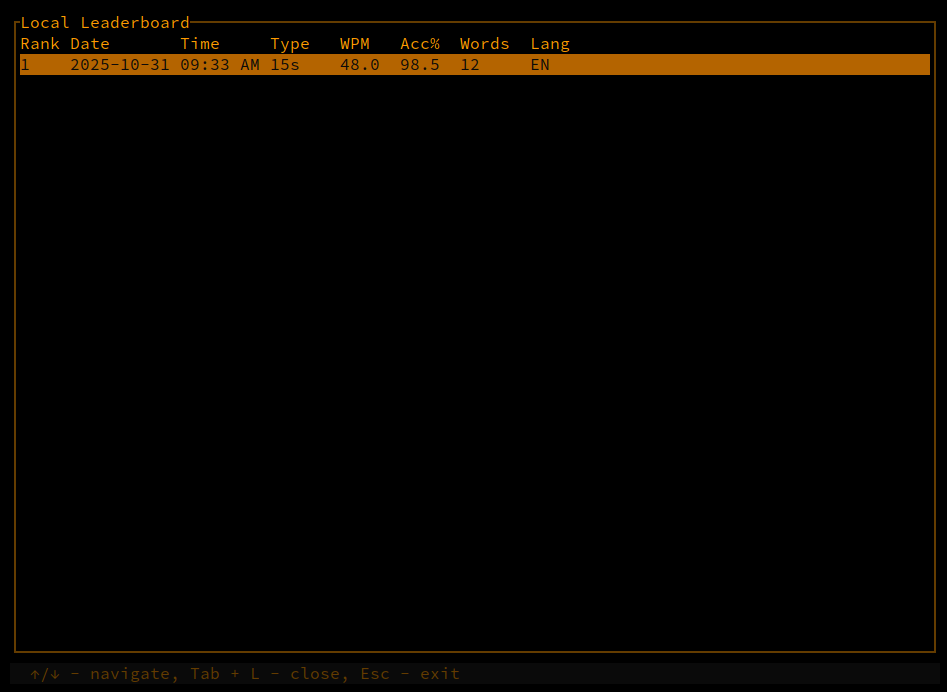 Local Leaderboard
Rank Date Time Type WPM Acc% Words Lang
1 2025-10-31 09:33 AM 15s 48.0 98.5 12 EN
↑/↓ - navigate, Tab + L - close, Esc - exit